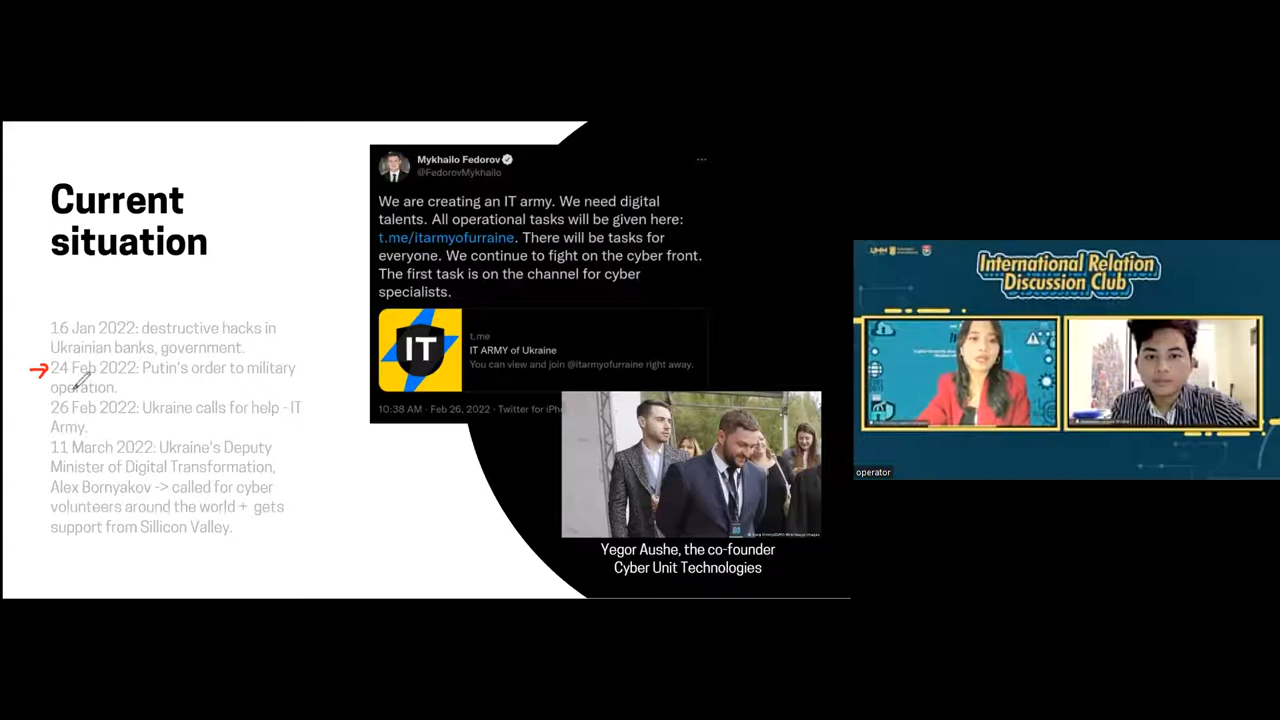 Current
situation
16 Jan 2022: destructive hacks in
Ukrainian banks, government.
24 Feb 2022: Putin's order to military
operation.
26 Feb 2022: Ukraine calls for help - IT
Army.
11 March 2022: Ukraine's Deputy
Minister of Digital Transformation,
Alex Bornyakov -> called for cyber
volunteers around the world + gets
support from Sillicon Valley.
Mykhailo Fedorov
@FedorovMykhailo
We are creating an IT army. We need digital
talents. All operational tasks will be given here:
t.me/itarmyofurraine. There will be tasks for
everyone. We continue to fight on the cyber front.
The first task is on the channel for cyber
specialists.
IT
t.me
IT ARMY of Ukraine
You can view and join @itarmyofurraine right away.
10:38 AM · Feb 26, 2022 · Twitter for iPho
Yegor Aushe, the co-founder
Cyber Unit Technologies
UMM
International Relation
Discussion Club
operator